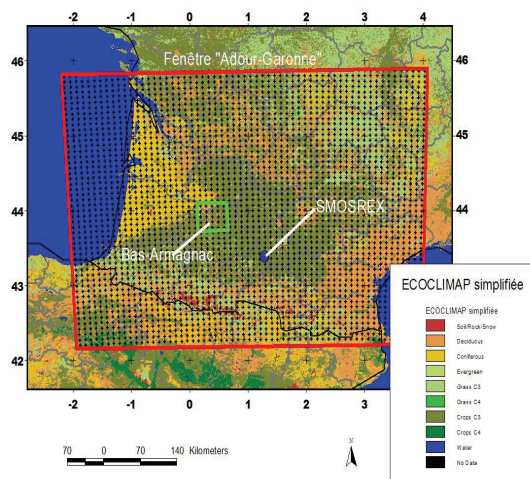 -2 -1 0 1 2 3 4
46 46
Fenêtre "Adour-Garonne"
45 45
SMOSREX
44 44
Bas-Armagnac
43
42
-2 -1 0 1 2 3
ECOCLIMAP simplifiée
ECOCLIMAP simplifiée
Soil/Rock/Snow
Deciduous
Coniferous
Evergreen
Grass C3
Grass C4
Crops C3
Crops C4
Water
No Data
70 0 70 140 Kilometers
N